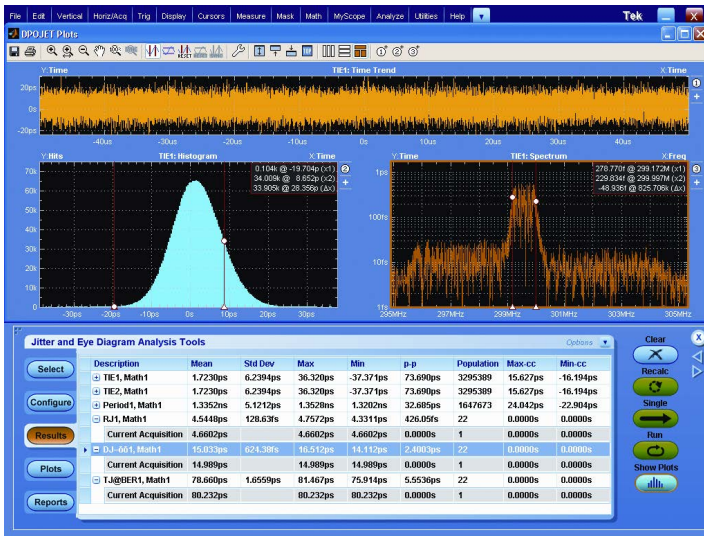 File Edit Vertical Horiz/Acq Trig Display Cursors Measure Mask Math MyScope Analyze Utilities Help Tek X
DPOJET Plots
RESET 1 2 3
Y:Time TIE1: Time Trend X:Time
20ps
0s
-20ps
-40us -30us -20us -10us 0s 10us 20us 30us 40us
1
+
Y:Hits TIE1: Histogram X:Time
0.104k @ -19.704p (x1)
34.009k @ 8.652p (x2)
33.905k @ 28.356p (Δx)
70k
60k
50k
40k
30k
20k
10k
0
-30ps -20ps -10ps 0s 10ps 20ps 30ps
2
+
Y:Time TIE1: Spectrum X:Freq
278.770f @ 299.172M (x1)
229.834f @ 299.997M (x2)
-48.936f @ 825.706k (Δx)
1ps
100fs
10fs
1fs
295MHz 297MHz 299MHz 301MHz 303MHz 305MHz
3
+
Jitter and Eye Diagram Analysis Tools Options
Select
Configure
Results
Plots
Reports
Description Mean Std Dev Max Min p-p Population Max-cc Min-cc
TIE1, Math1 1.7230ps 6.2394ps 36.320ps -37.371ps 73.690ps 3295389 15.627ps -16.194ps
TIE2, Math1 1.7230ps 6.2394ps 36.320ps -37.371ps 73.690ps 3295389 15.627ps -16.194ps
Period1, Math1 1.3352ns 5.1212ps 1.3528ns 1.3202ns 32.685ps 1647673 24.042ps -22.904ps
RJ1, Math1 4.5448ps 128.63fs 4.7572ps 4.3311ps 426.05fs 22 0.0000s 0.0000s
Current Acquisition 4.6602ps 4.6602ps 4.6602ps 0.0000s 1 0.0000s 0.0000s
DJ-δδ1, Math1 15.033ps 624.38fs 16.512ps 14.112ps 2.4003ps 22 0.0000s 0.0000s
Current Acquisition 14.989ps 14.989ps 14.989ps 0.0000s 1 0.0000s 0.0000s
TJ@BER1, Math1 78.660ps 1.6559ps 81.467ps 75.914ps 5.5536ps 22 0.0000s 0.0000s
Current Acquisition 80.232ps 80.232ps 80.232ps 0.0000s 1 0.0000s 0.0000s
Clear
Recalc
Single
Run
Show Plots
X